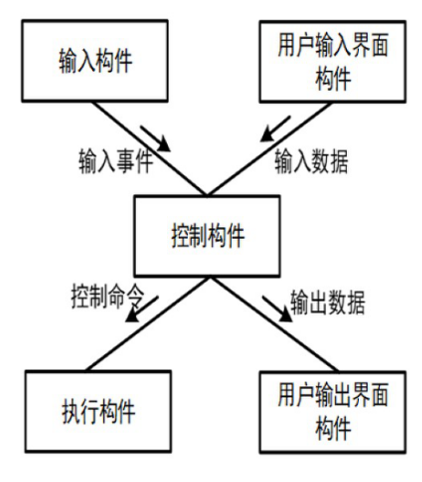 输入构件
用户输入界面
构件
输入事件
输入数据
控制构件
控制命令
输出数据
执行构件
用户输出界面
构件